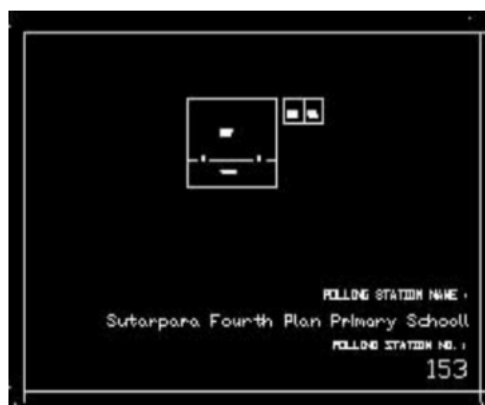 POLLING STATION NAME :
Sutarpara Fourth Plan Primary Schooll
POLLING STATION NO. :
153